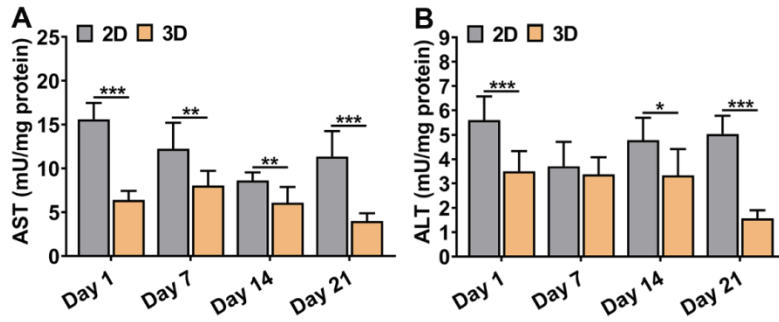 A
2D 3D
AST (mU/mg protein)
25
20
15
10
5
0
***
**
**
***
Day 1 Day 7 Day 14 Day 21
B
2D 3D
ALT (mU/mg protein)
9
8
7
6
5
4
3
2
1
0
***
*
***
Day 1 Day 7 Day 14 Day 21